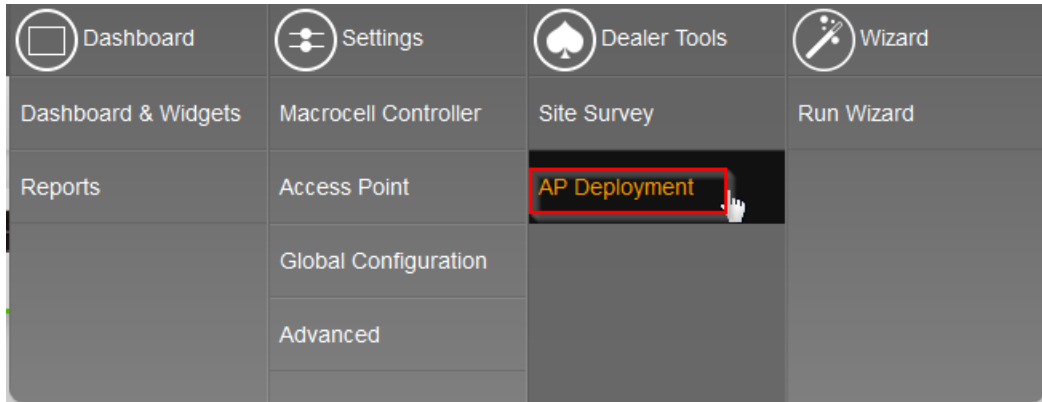 Dashboard
Settings
Dealer Tools
Wizard
Dashboard & Widgets
Macrocell Controller
Site Survey
Run Wizard
Reports
Access Point
AP Deployment
Global Configuration
Advanced